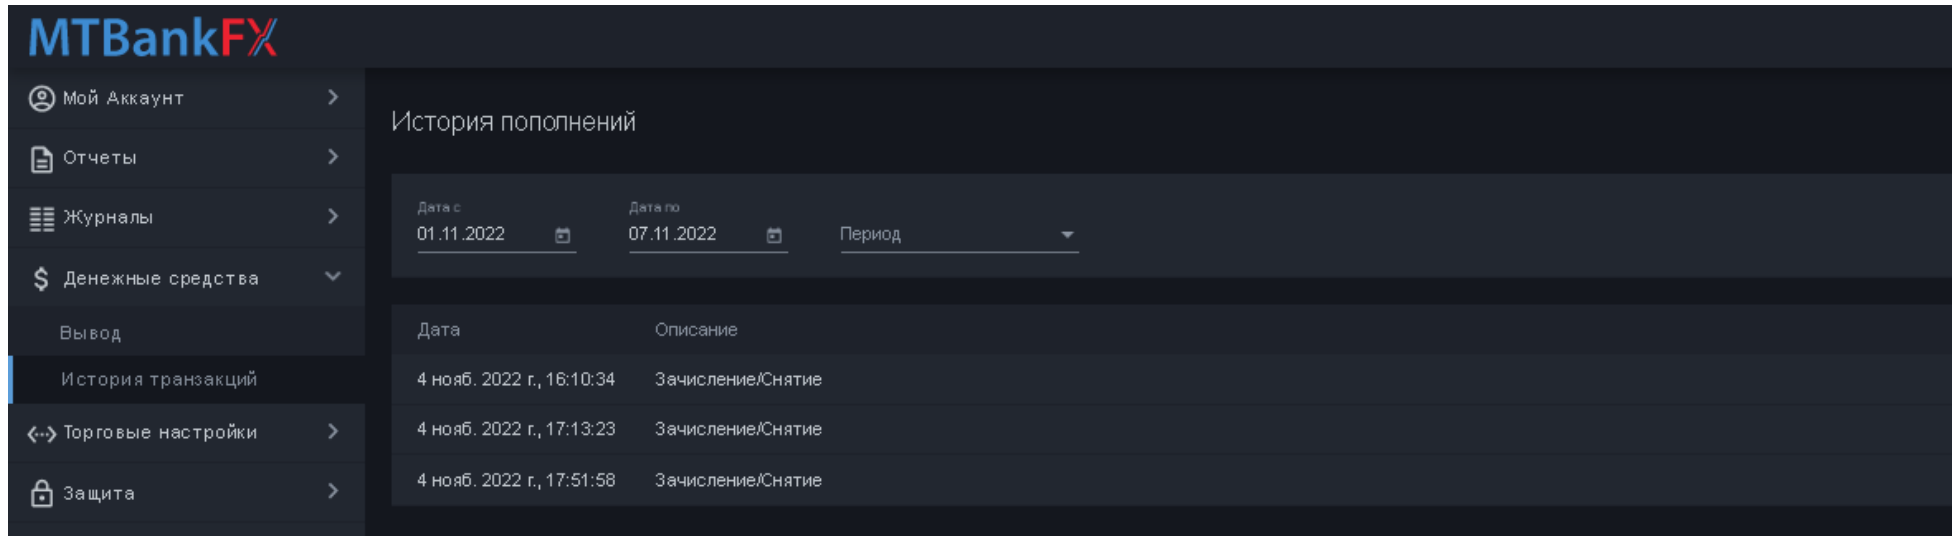 MTBankFX
Мой Аккаунт
Отчеты
Журналы
Денежные средства
Вывод
История транзакций
Торговые настройки
Защита
История пополнений
Дата с
Дата по
01.11.2022
07.11.2022
Период
Дата Описание
4 нояб. 2022 г., 16:10:34 Зачисление/Снятие
4 нояб. 2022 г., 17:13:23 Зачисление/Снятие
4 нояб. 2022 г., 17:51:58 Зачисление/Снятие